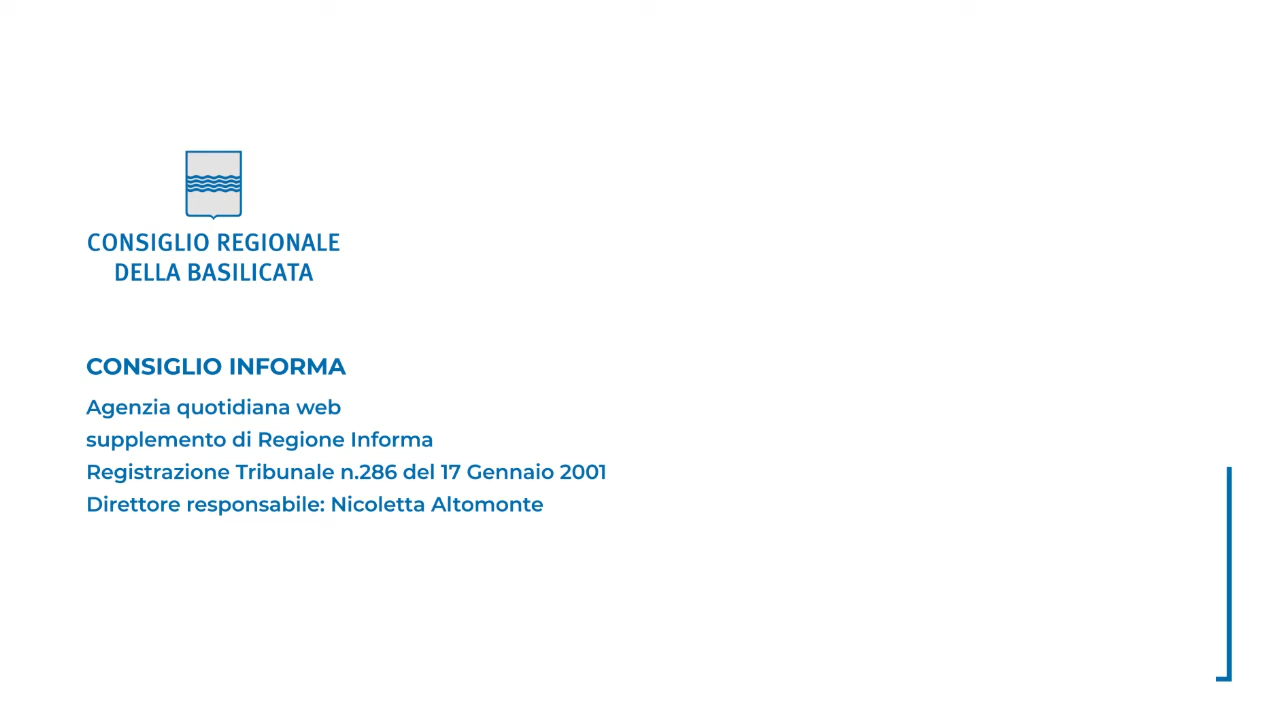 CONSIGLIO REGIONALE
DELLA BASILICATA
CONSIGLIO INFORMA
Agenzia quotidiana web
supplemento di Regione Informa
Registrazione Tribunale n.286 del 17 Gennaio 2001
Direttore responsabile: Nicoletta Altomonte